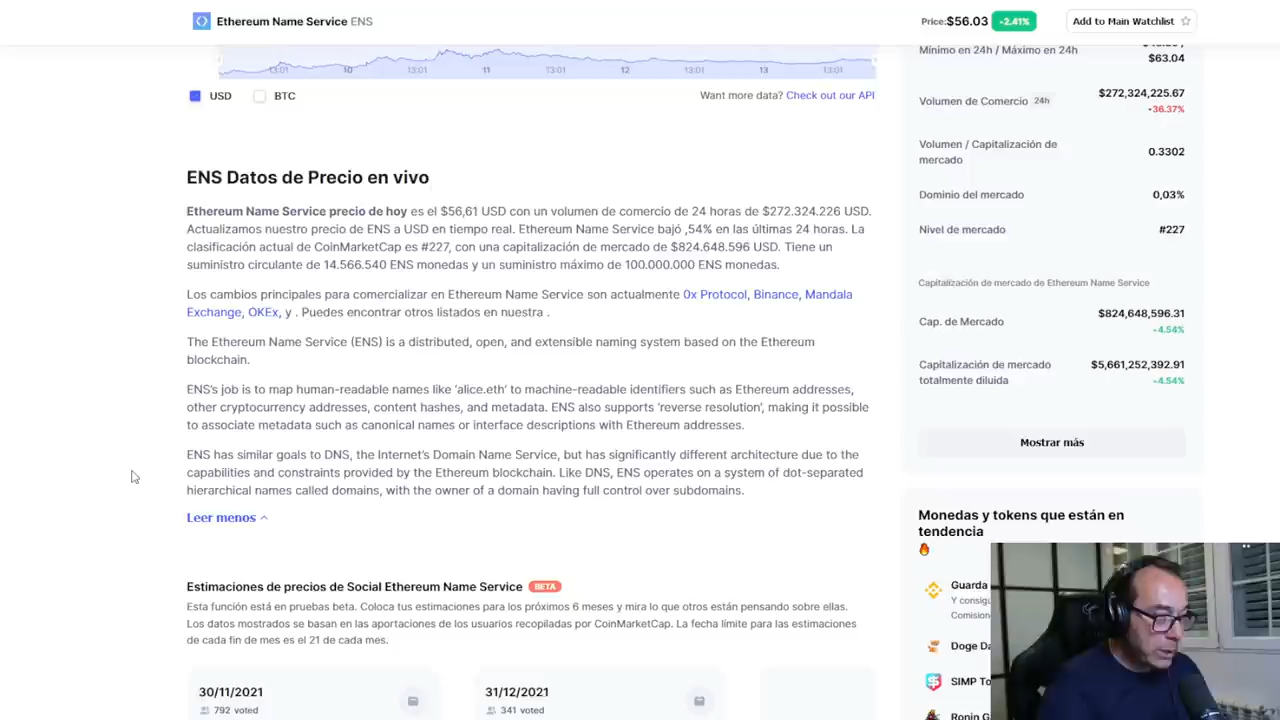 Ethereum Name Service ENS
Price:$56.03 -2.41%
Add to Main Watchlist
Mínimo en 24h / Máximo en 24h
$63.04
13:01 10 13:01 11 13:01 12 13:01 13 13:01
USD BTC
Want more data? Check out our API
Volumen de Comercio 24h
$272,324,225.67
-36.37%
Volumen / Capitalización de
mercado
0.3302
Dominio del mercado
0,03%
Nivel de mercado
#227
Capitalización de mercado de Ethereum Name Service
Cap. de Mercado
$824,648,596.31
-4.54%
Capitalización de mercado
totalmente diluida
$5,661,252,392.91
-4.54%
Mostrar más
ENS Datos de Precio en vivo
Ethereum Name Service precio de hoy es el $56,61 USD con un volumen de comercio de 24 horas de $272.324.226 USD.
Actualizamos nuestro precio de ENS a USD en tiempo real. Ethereum Name Service bajó ,54% en las últimas 24 horas. La
clasificación actual de CoinMarketCap es #227, con una capitalización de mercado de $824.648.596 USD. Tiene un
suministro circulante de 14.566.540 ENS monedas y un suministro máximo de 100.000.000 ENS monedas.
Los cambios principales para comercializar en Ethereum Name Service son actualmente 0x Protocol, Binance, Mandala
Exchange, OKEx, y . Puedes encontrar otros listados en nuestra .
The Ethereum Name Service (ENS) is a distributed, open, and extensible naming system based on the Ethereum
blockchain.
ENS's job is to map human-readable names like 'alice.eth' to machine-readable identifiers such as Ethereum addresses,
other cryptocurrency addresses, content hashes, and metadata. ENS also supports 'reverse resolution', making it possible
to associate metadata such as canonical names or interface descriptions with Ethereum addresses.
ENS has similar goals to DNS, the Internet's Domain Name Service, but has significantly different architecture due to the
capabilities and constraints provided by the Ethereum blockchain. Like DNS, ENS operates on a system of dot-separated
hierarchical names called domains, with the owner of a domain having full control over subdomains.
Leer menos
Estimaciones de precios de Social Ethereum Name Service BETA
Esta función está en pruebas beta. Coloca tus estimaciones para los próximos 6 meses y mira lo que otros están pensando sobre ellas.
Los datos mostrados se basan en las aportaciones de los usuarios recopiladas por CoinMarketCap. La fecha límite para las estimaciones
de cada fin de mes es el 21 de cada mes.
30/11/2021
792 voted
31/12/2021
341 voted
Monedas y tokens que están en
tendencia
Guarda
Y consigu
Comisione
Doge Da
SIMP To
Ronin G